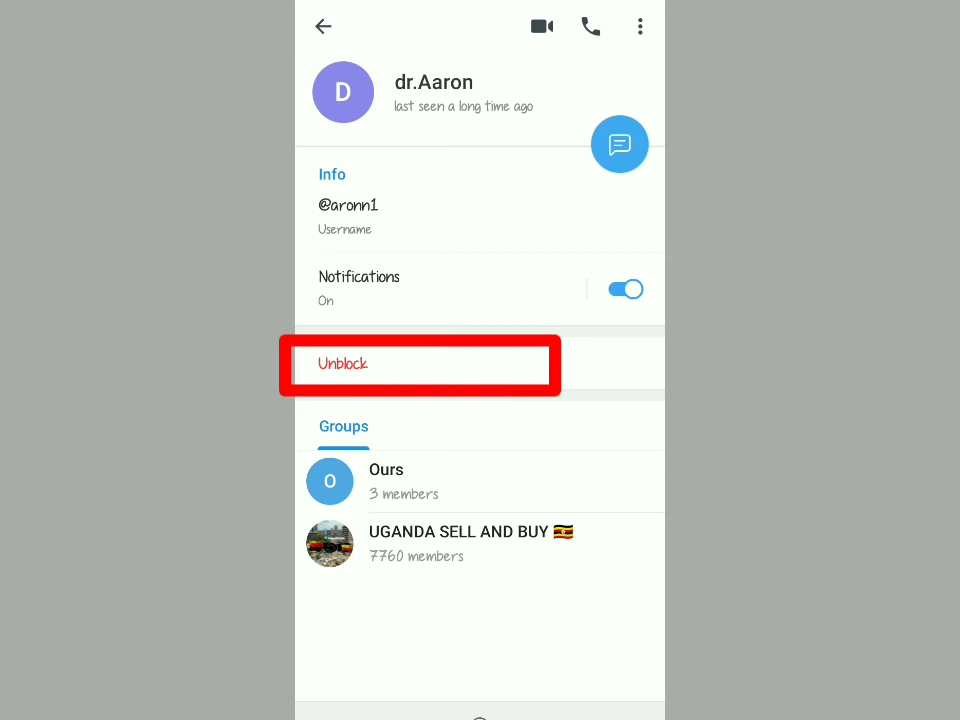 D
dr.Aaron
last seen a long time ago
Info
@aronn1
Username
Notifications
On
Unblock
Groups
O
Ours
3 members
UGANDA SELL AND BUY 🇺🇬
7760 members